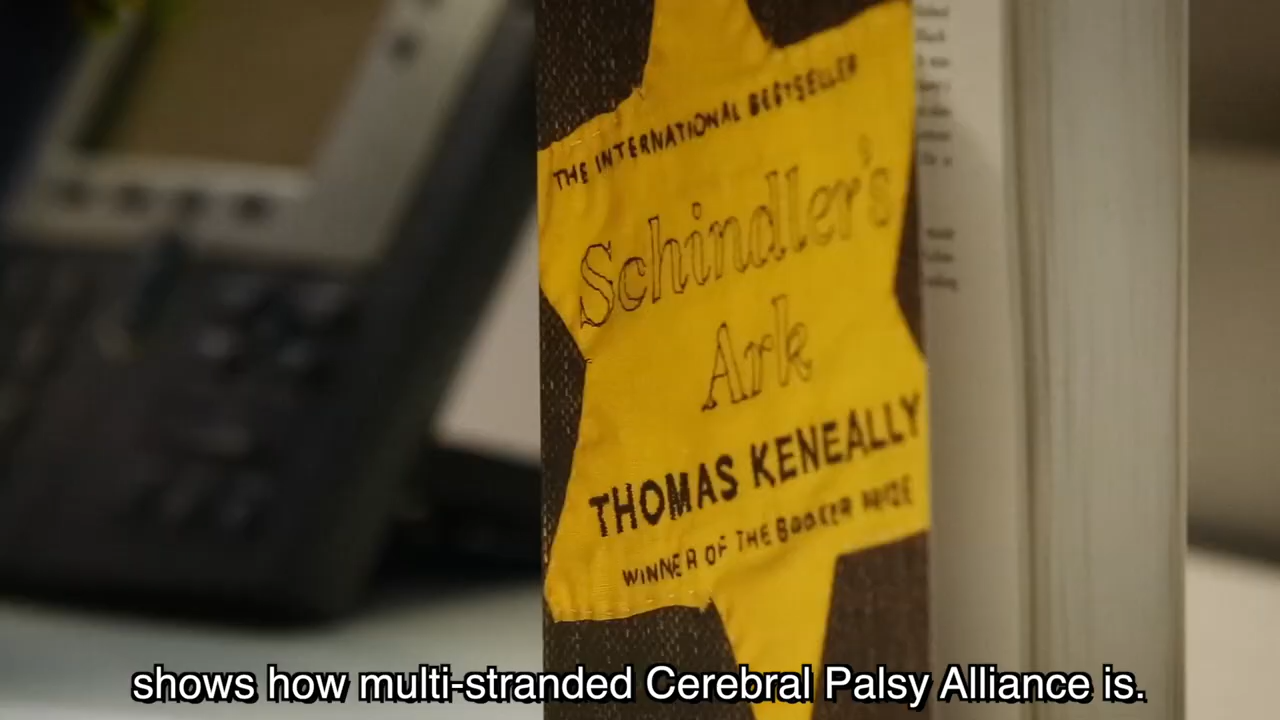 THE INTERNATIONAL BESTSELLER
Schindler's
Ark
THOMAS KENEALLY
WINNER OF THE BOOKER PRIZE
shows how multi-stranded Cerebral Palsy Alliance is.